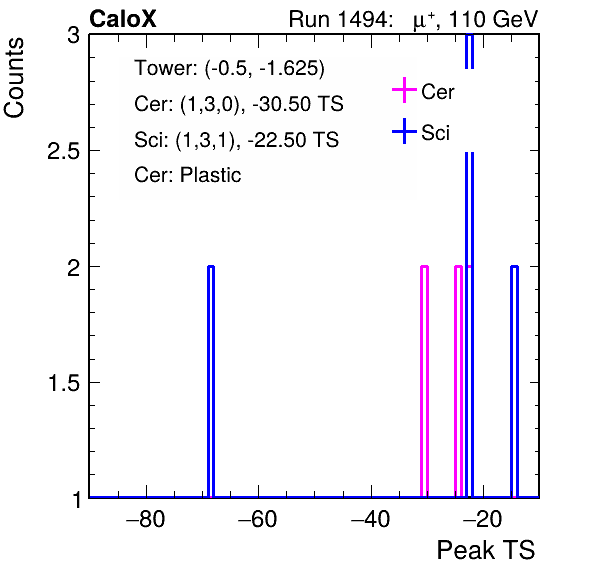 CaloX Run 1494: μ⁺, 110 GeV
Counts
3
2.5
2
1.5
1
Tower: (-0.5, -1.625)
Cer: (1,3,0), -30.50 TS
Sci: (1,3,1), -22.50 TS
Cer: Plastic
Cer
Sci
−80 −60 −40 −20
Peak TS